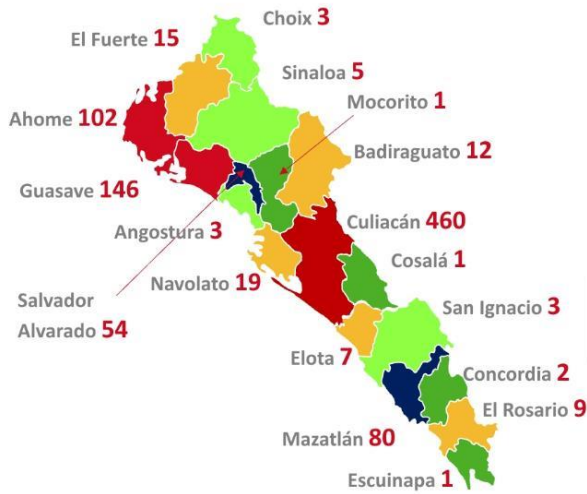 Choix 3
El Fuerte 15
Sinaloa 5
Mocorito 1
Ahome 102
Badiraguato 12
Guasave 146
Culiacán 460
Angostura 3
Cosalá 1
Navolato 19
San Ignacio 3
Salvador
Alvarado 54
Elota 7
Concordia 2
El Rosario 9
Mazatlán 80
Escuinapa 1